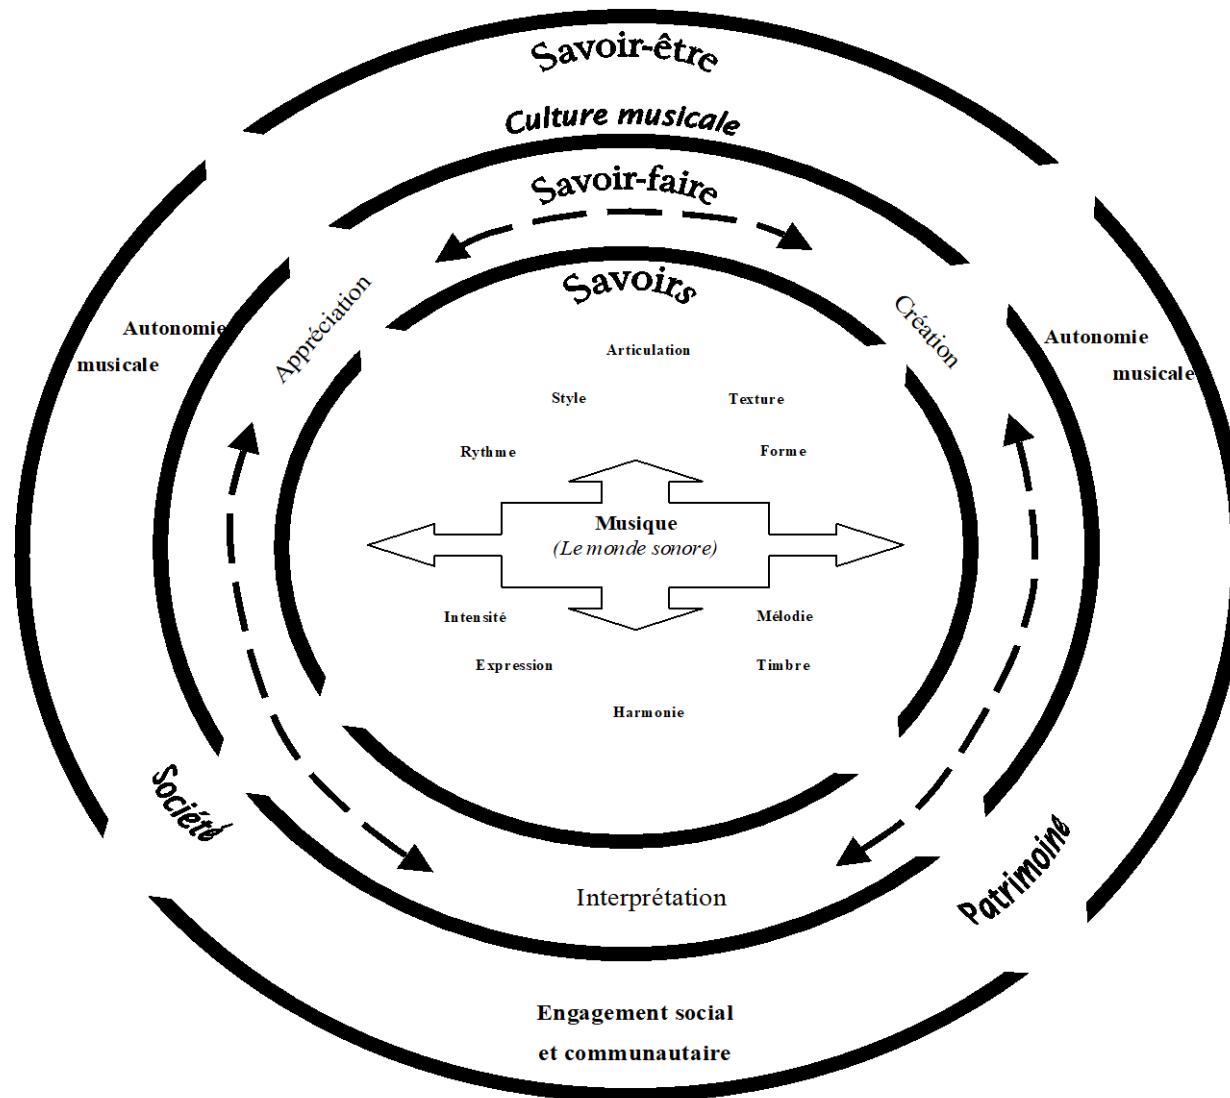 Savoir-être
Culture musicale
Savoir-faire
Savoirs
Appréciation
Création
Autonomie
musicale
Autonomie
musicale
Articulation
Style
Texture
Rythme
Forme
Musique
(Le monde sonore)
Intensité
Mélodie
Expression
Timbre
Harmonie
Société
Patrimoine
Interprétation
Engagement social
et communautaire